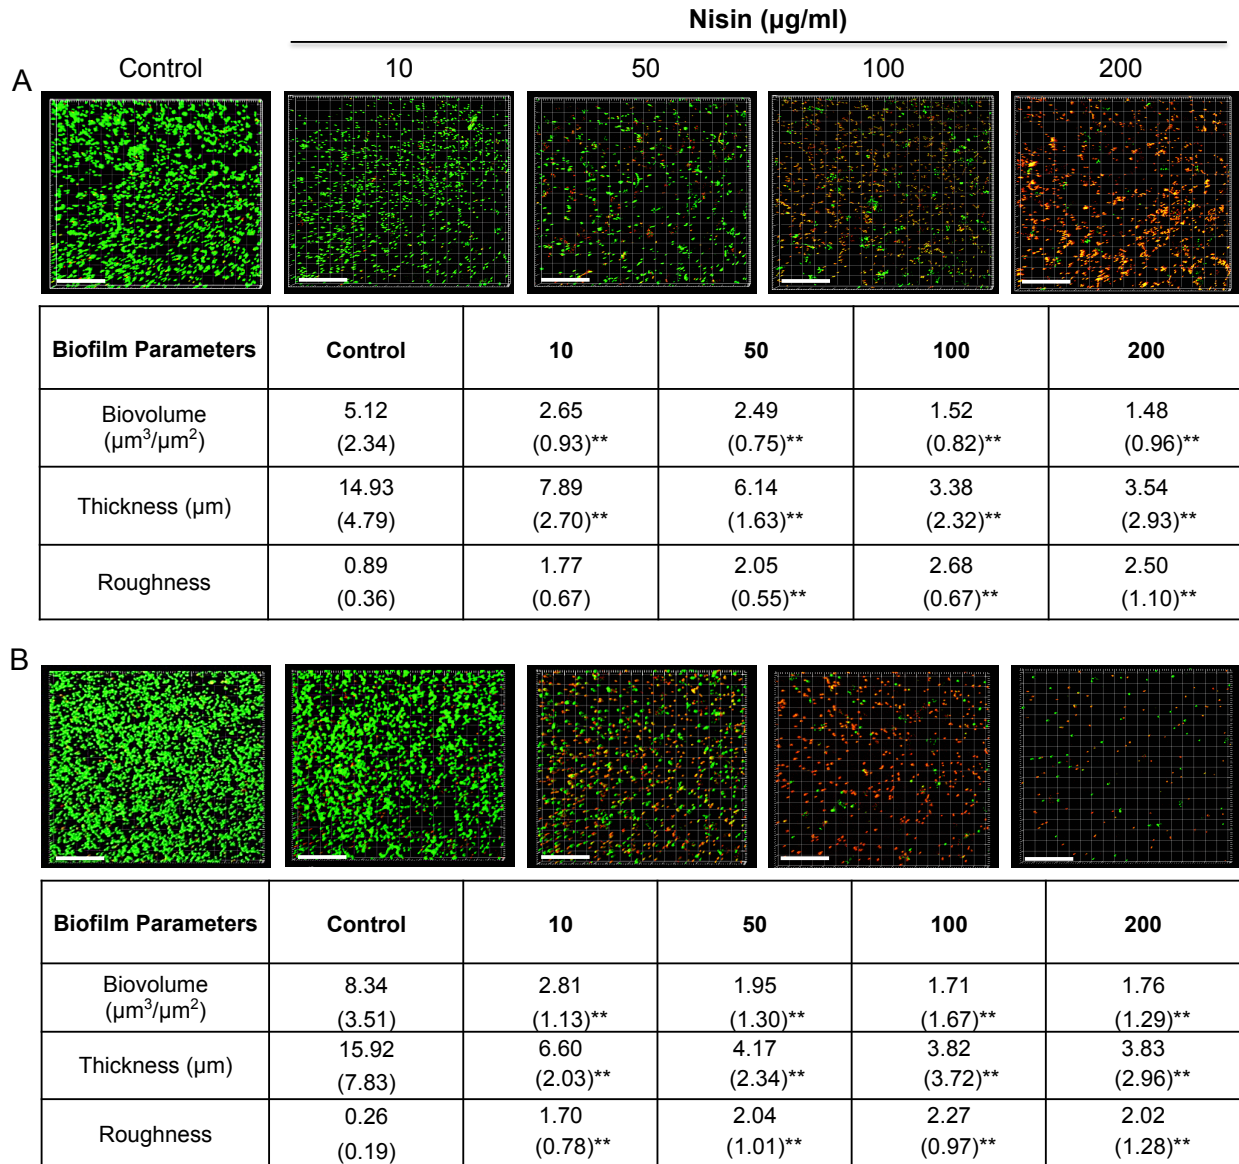 Nisin (µg/ml)
Control 10 50 100 200
A
Biofilm Parameters Control 10 50 100 200
Biovolume (µm³/µm²) 5.12 (2.34) 2.65 (0.93)** 2.49 (0.75)** 1.52 (0.82)** 1.48 (0.96)**
Thickness (µm) 14.93 (4.79) 7.89 (2.70)** 6.14 (1.63)** 3.38 (2.32)** 3.54 (2.93)**
Roughness 0.89 (0.36) 1.77 (0.67) 2.05 (0.55)** 2.68 (0.67)** 2.50 (1.10)**
B
Biofilm Parameters Control 10 50 100 200
Biovolume (µm³/µm²) 8.34 (3.51) 2.81 (1.13)** 1.95 (1.30)** 1.71 (1.67)** 1.76 (1.29)**
Thickness (µm) 15.92 (7.83) 6.60 (2.03)** 4.17 (2.34)** 3.82 (3.72)** 3.83 (2.96)**
Roughness 0.26 (0.19) 1.70 (0.78)** 2.04 (1.01)** 2.27 (0.97)** 2.02 (1.28)**